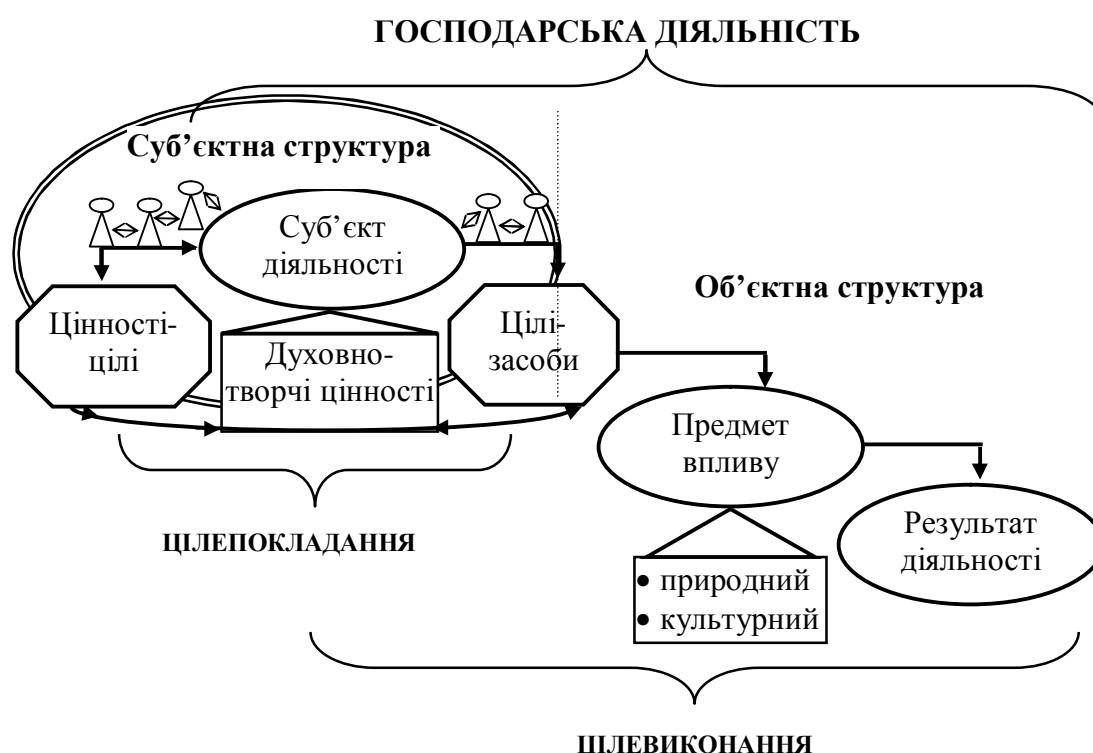 ГОСПОДАРСЬКА ДІЯЛЬНІСТЬ
Суб’єктна структура
Суб’єкт
діяльності
Цінності-
цілі
Духовно-
творчі цінності
Цілі-
засоби
Об’єктна структура
Предмет
впливу
Результат
діяльності
ЦІЛЕПОКЛАДАННЯ
• природний
• культурний
ЦІЛЕВИКОНАННЯ